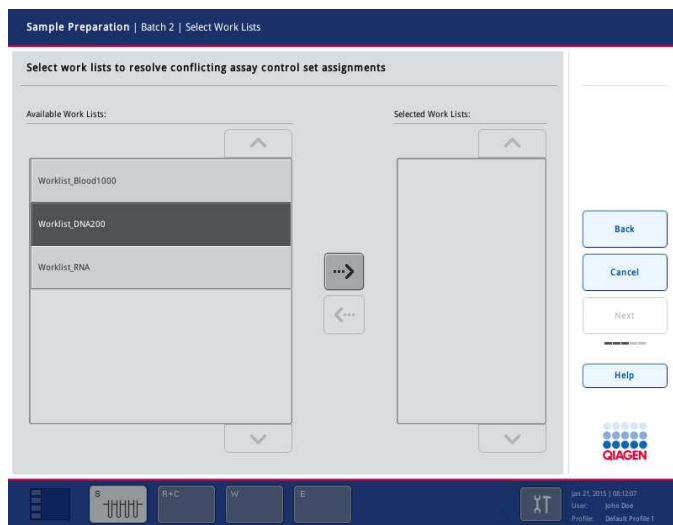 Sample Preparation | Batch 2 | Select Work Lists
Select work lists to resolve conflicting assay control set assignments
Available Work Lists:
Selected Work Lists:
Worklist_Blood1000
Worklist_DNA200
Worklist_RNA
Back
Cancel
Next
Help
QIAGEN
S
R+C
W
E
Jan 21, 2015 | 08:12:07
User: John Doe
Profile: Default Profile 1